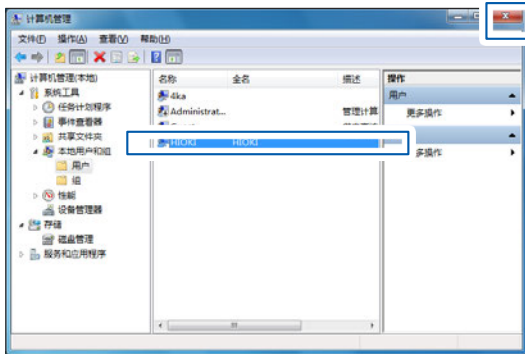 计算机管理
文件(F) 操作(A) 查看(V) 帮助(H)
计算机管理(本地)
系统工具
任务计划程序
事件查看器
共享文件夹
本地用户和组
用户
组
性能
设备管理器
存储
磁盘管理
服务和应用程序
名称 全名 描述
4ka
Administrat... 管理计算
HIOKI HIOKI
操作
用户
更多操作
多操作